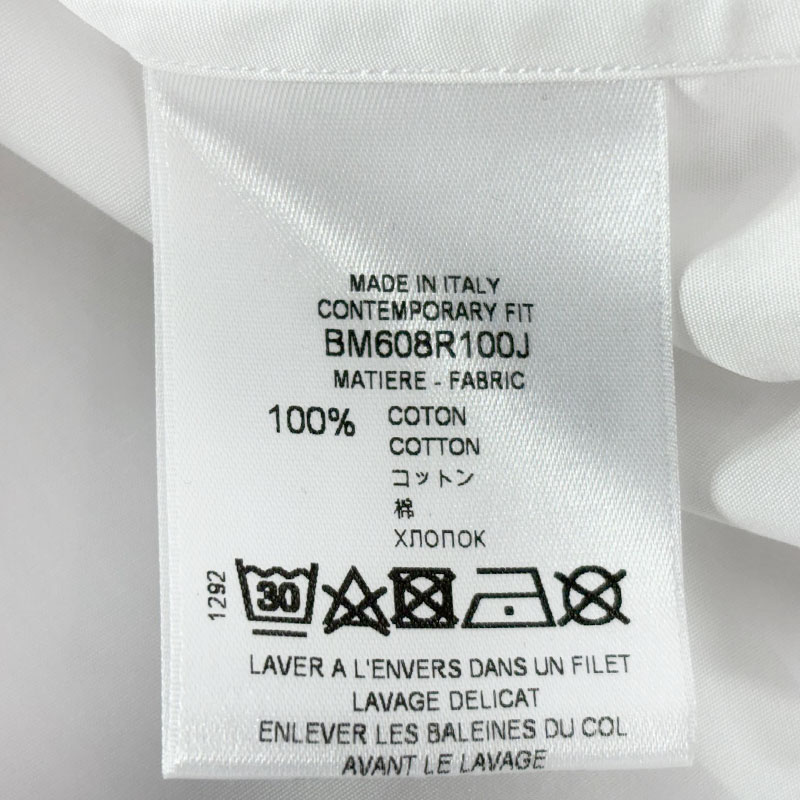 MADE IN ITALY
CONTEMPORARY FIT
BM608R100J
MATIERE - FABRIC
100% COTON
COTTON
コットン
棉
ХЛОПОК
1292
30
LAVER A L'ENVERS DANS UN FILET
LAVAGE DELICAT
ENLEVER LES BALEINES DU COL
AVANT LE LAVAGE